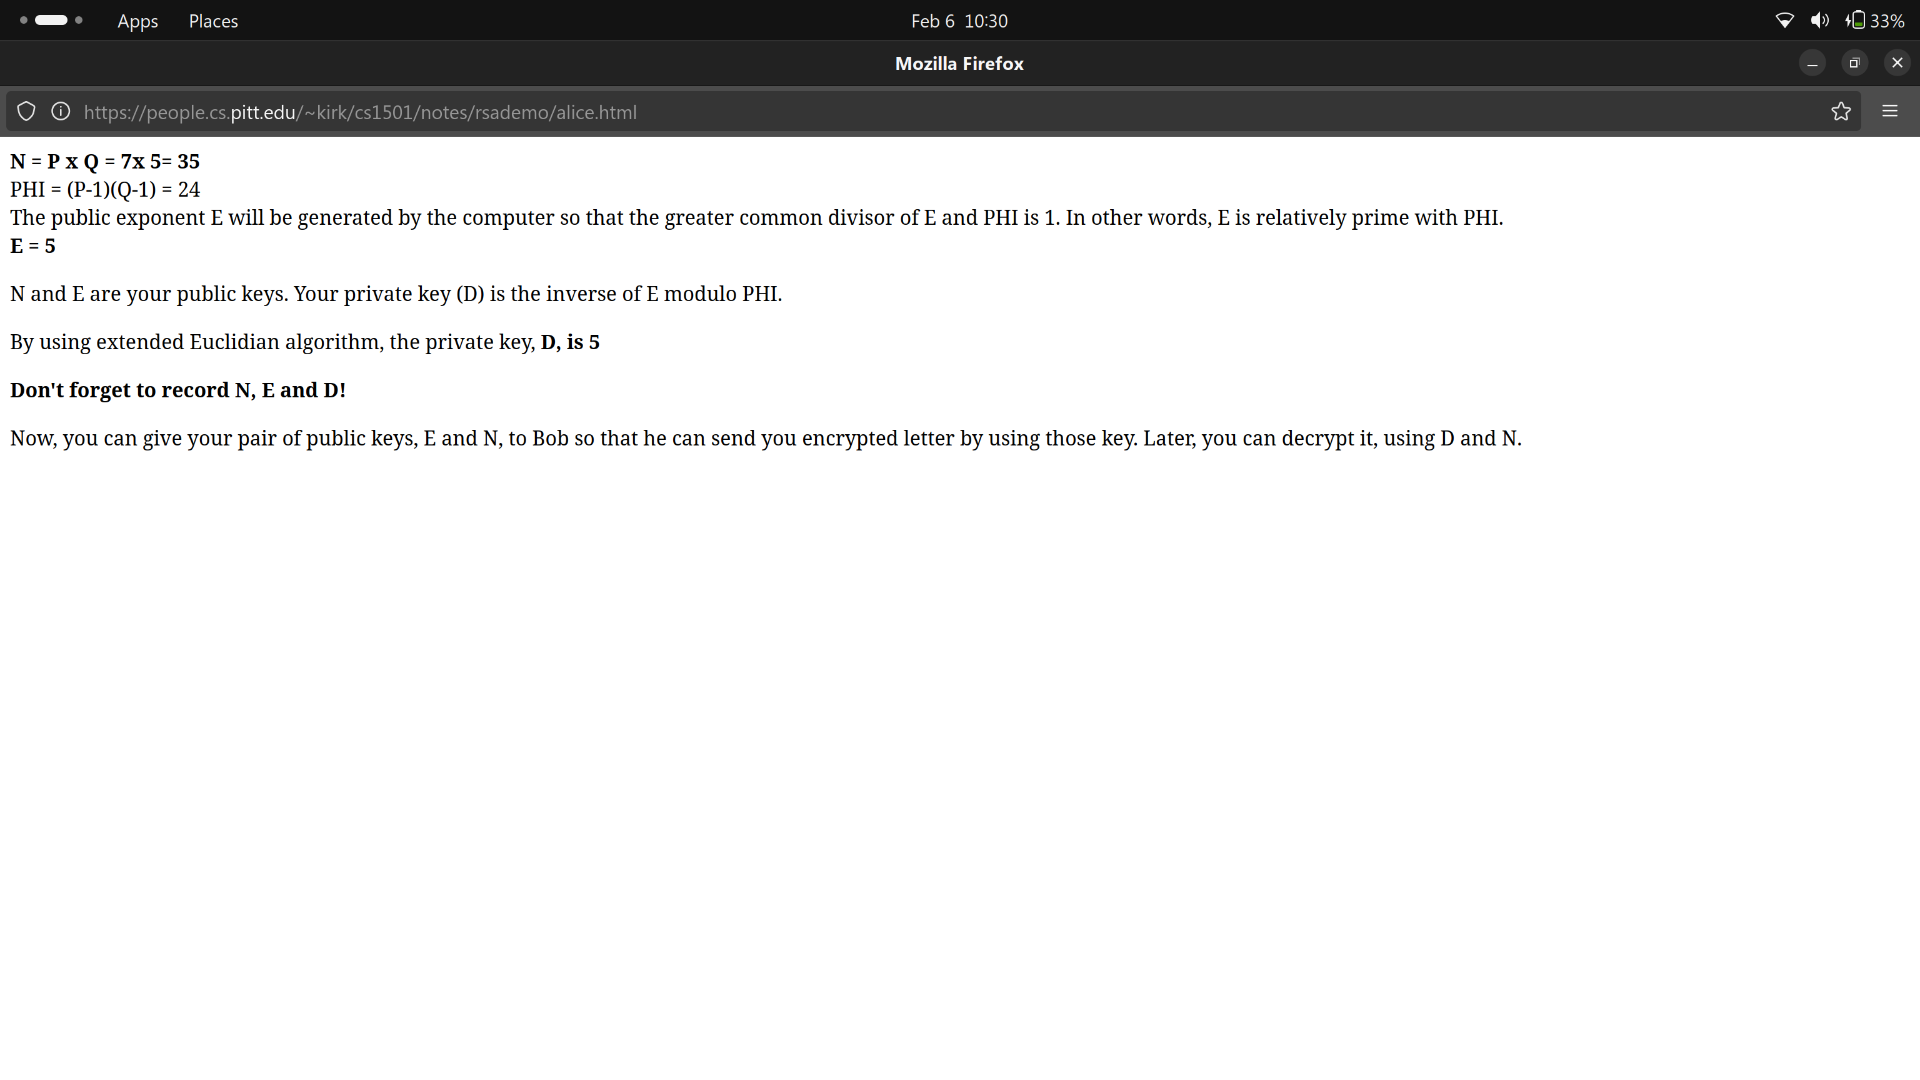 Apps Places Feb 6 10:30 33%
Mozilla Firefox
https://people.cs.pitt.edu/~kirk/cs1501/notes/rsademo/alice.html
N = P x Q = 7x 5= 35
PHI = (P-1)(Q-1) = 24
The public exponent E will be generated by the computer so that the greater common divisor of E and PHI is 1. In other words, E is relatively prime with PHI.
E = 5
N and E are your public keys. Your private key (D) is the inverse of E modulo PHI.
By using extended Euclidian algorithm, the private key, D, is 5
Don't forget to record N, E and D!
Now, you can give your pair of public keys, E and N, to Bob so that he can send you encrypted letter by using those key. Later, you can decrypt it, using D and N.